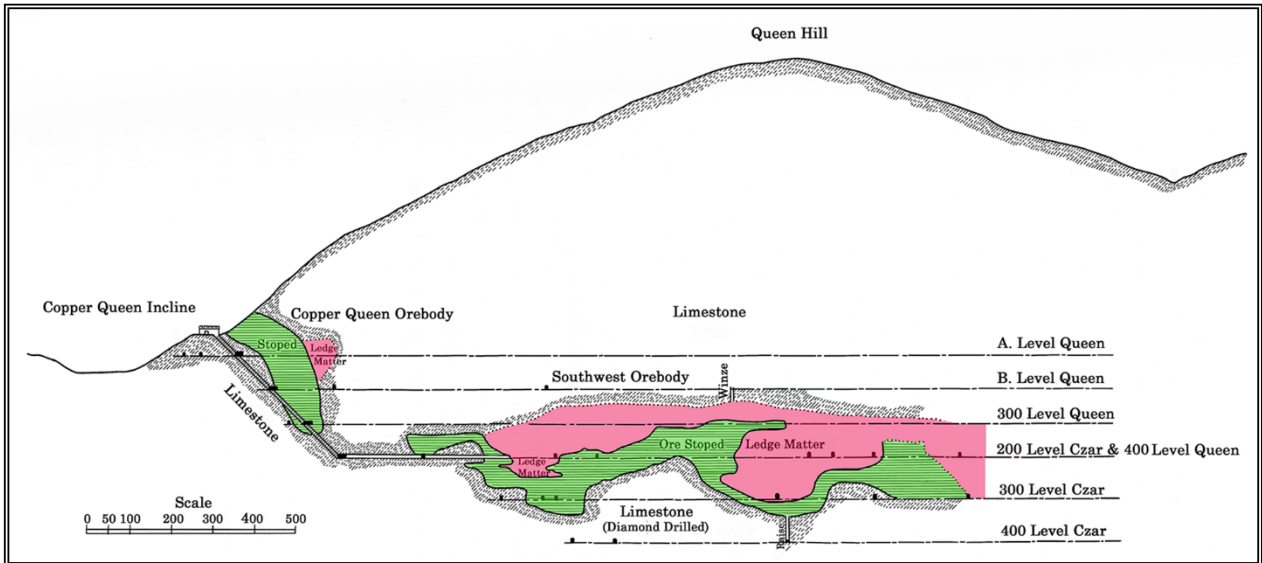 Queen Hill
Copper Queen Incline
Copper Queen Orebody
Limestone
Stoped
Ledge
Matter
A. Level Queen
Southwest Orebody
Winze
B. Level Queen
Limestone
300 Level Queen
Ore Stoped
Ledge Matter
200 Level Czar & 400 Level Queen
Ledge
Matter
300 Level Czar
Scale
0 50 100 200 300 400 500
Limestone
(Diamond Drilled)
Raise
400 Level Czar